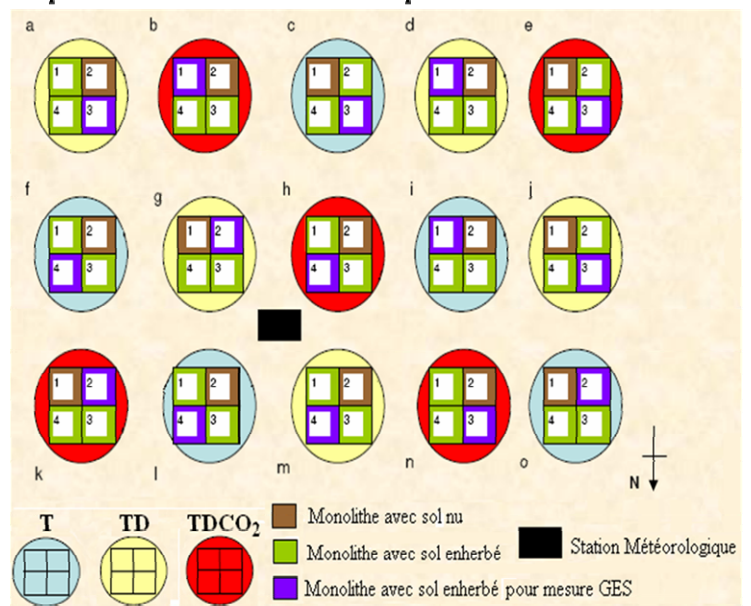 a b c d e
1 2 1 2 1 2 1 2 1 2
4 3 4 3 4 3 4 3 4 3
f g h i j
1 2 1 2 1 2 1 2 1 2
4 3 4 3 4 3 4 3 4 3
1 2 1 2 1 2 1 2 1 2
4 3 4 3 4 3 4 3 4 3
k l m n o
N
T TD TDCO₂
Monolithe avec sol nu
Monolithe avec sol enherbé
Monolithe avec sol enherbé pour mesure GES
Station Météorologique